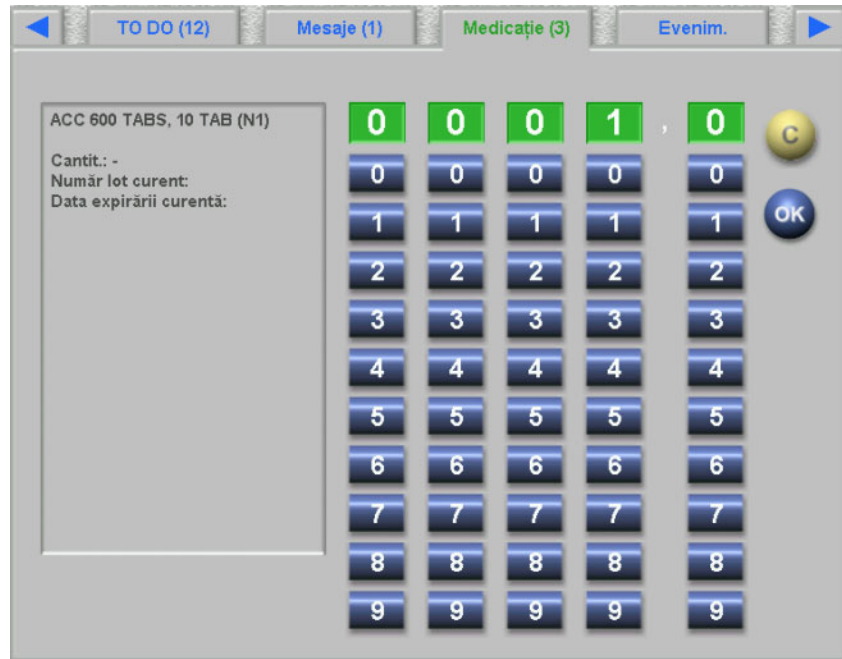 TO DO (12) Mesaje (1) Medicație (3) Evenim.
ACC 600 TABS, 10 TAB (N1)
Cantit.: -
Număr lot curent:
Data expirării curentă:
0 0 0 1 , 0
C
0 0 0 0 0
OK
1 1 1 1 1
2 2 2 2 2
3 3 3 3 3
4 4 4 4 4
5 5 5 5 5
6 6 6 6 6
7 7 7 7 7
8 8 8 8 8
9 9 9 9 9